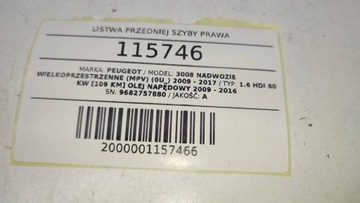 LISTWA PRZEDNIEJ SZYBY PRAWA
115746
MARKA: PEUGEOT / MODEL: 3008 NADWOZIE
WIELKOPRZESTRZENNE (MPV) (0U_) 2009 - 2017 / TYP: 1.6 HDI 80
KW [109 KM] OLEJ NAPĘDOWY 2009 - 2016
SN: 9682757880 / JAKOŚĆ: A
2000001157466